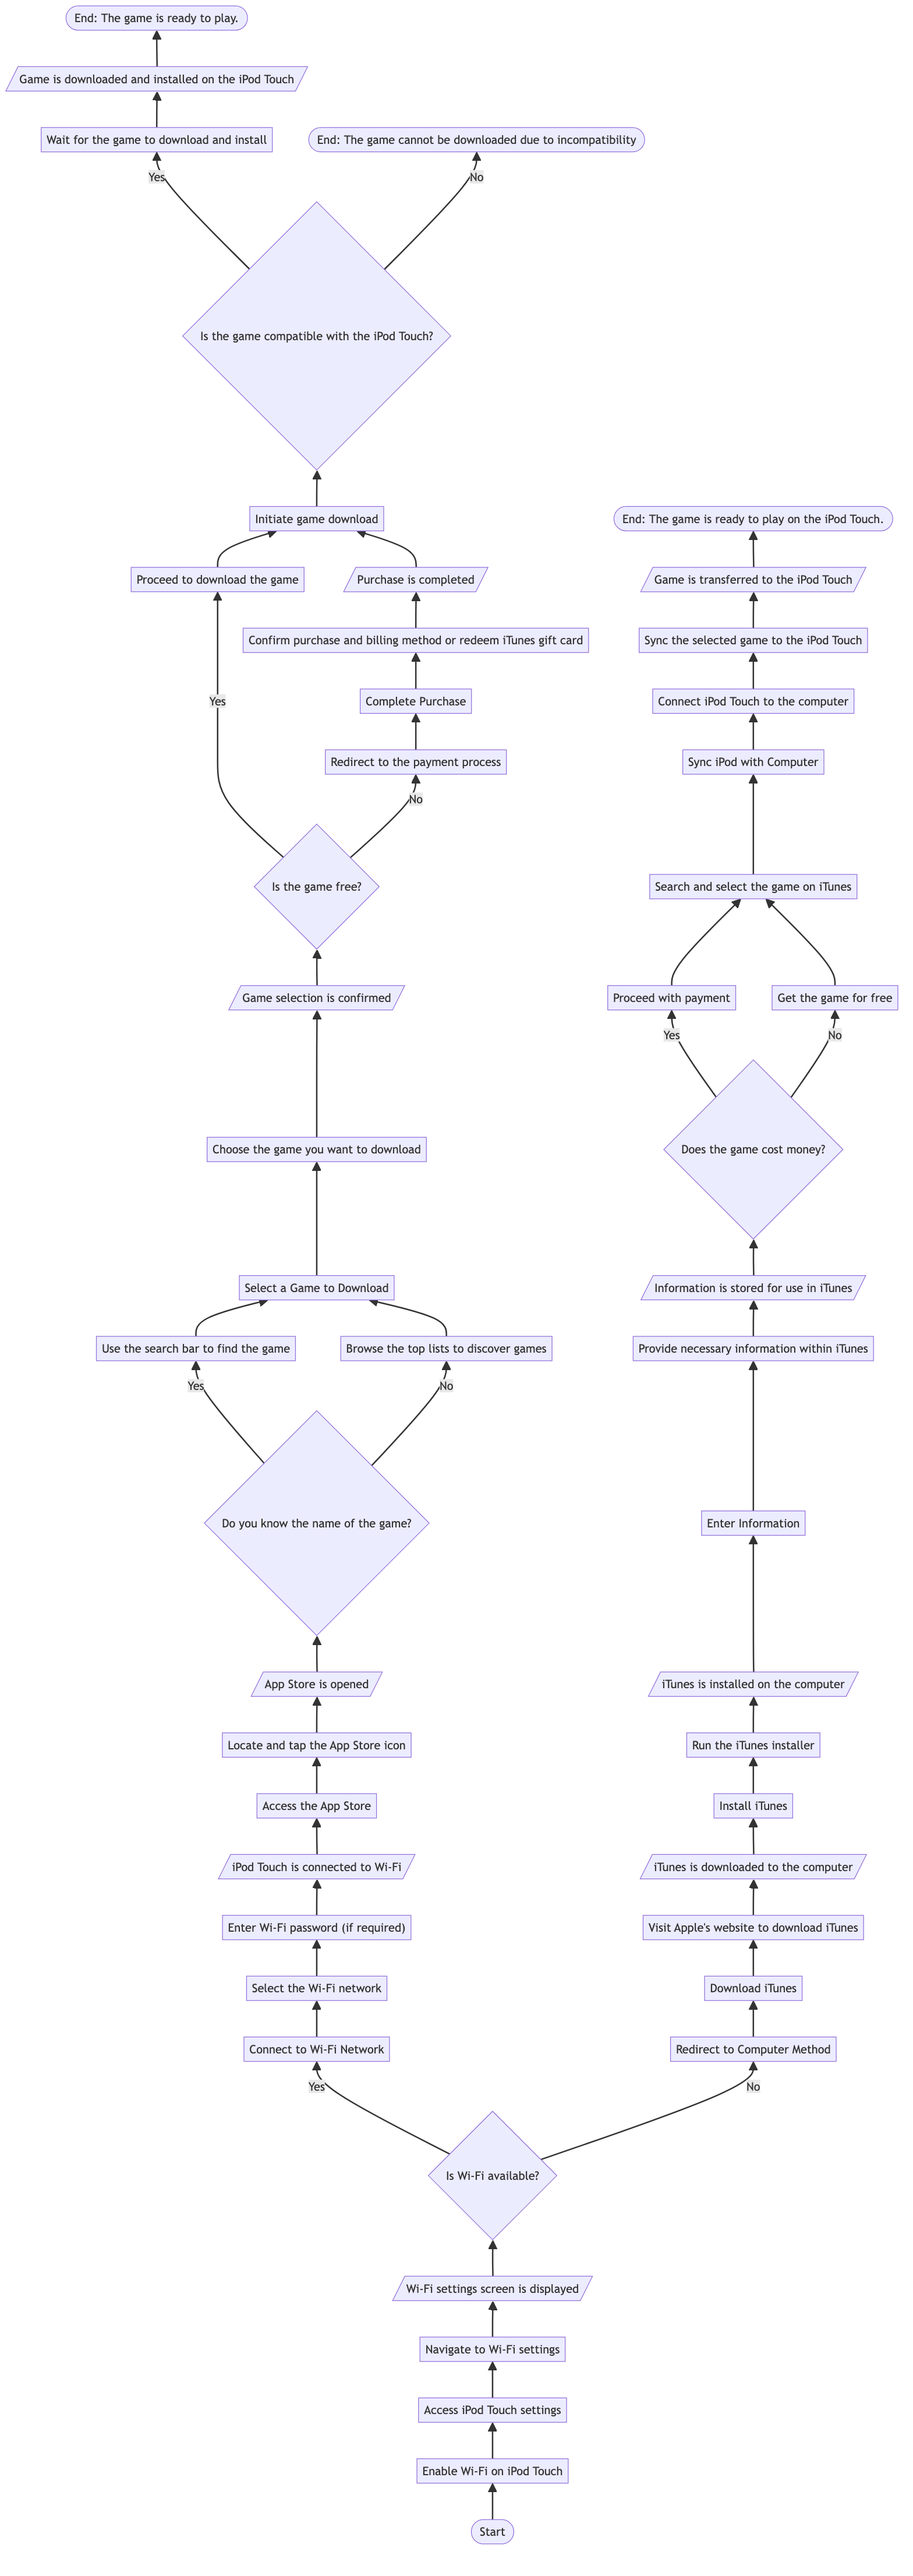 End: The game is ready to play.
Game is downloaded and installed on the iPod Touch
Wait for the game to download and install
End: The game cannot be downloaded due to incompatibility
Yes
No
Is the game compatible with the iPod Touch?
Initiate game download
End: The game is ready to play on the iPod Touch.
Proceed to download the game
Purchase is completed
Game is transferred to the iPod Touch
Confirm purchase and billing method or redeem iTunes gift card
Sync the selected game to the iPod Touch
Yes
Complete Purchase
Connect iPod Touch to the computer
Redirect to the payment process
Sync iPod with Computer
No
Is the game free?
Search and select the game on iTunes
Game selection is confirmed
Proceed with payment
Get the game for free
Yes
No
Choose the game you want to download
Does the game cost money?
Select a Game to Download
Information is stored for use in iTunes
Use the search bar to find the game
Browse the top lists to discover games
Provide necessary information within iTunes
Yes
No
Do you know the name of the game?
Enter Information
App Store is opened
iTunes is installed on the computer
Locate and tap the App Store icon
Run the iTunes installer
Access the App Store
Install iTunes
iPod Touch is connected to Wi-Fi
iTunes is downloaded to the computer
Enter Wi-Fi password (if required)
Visit Apple's website to download iTunes
Select the Wi-Fi network
Download iTunes
Connect to Wi-Fi Network
Redirect to Computer Method
Yes
No
Is Wi-Fi available?
Wi-Fi settings screen is displayed
Navigate to Wi-Fi settings
Access iPod Touch settings
Enable Wi-Fi on iPod Touch
Start